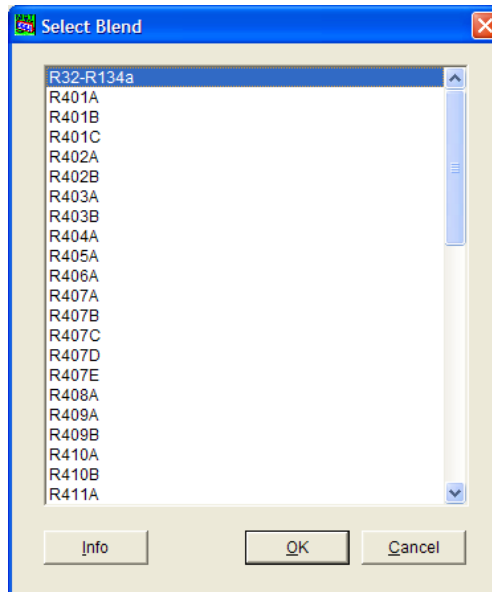 Select Blend
R32-R134a
R401A
R401B
R401C
R402A
R402B
R403A
R403B
R404A
R405A
R406A
R407A
R407B
R407C
R407D
R407E
R408A
R409A
R409B
R410A
R410B
R411A
Info OK Cancel